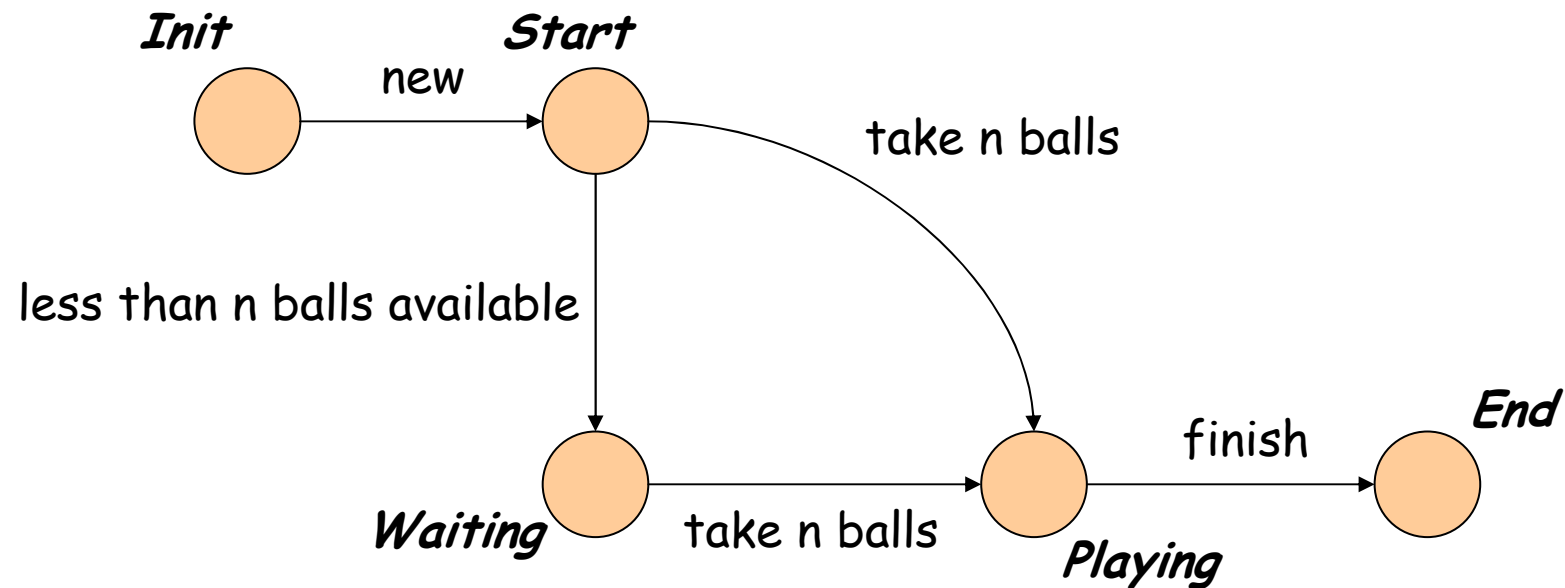 Init
Start
new
take n balls
less than n balls available
End
finish
Waiting
take n balls
Playing